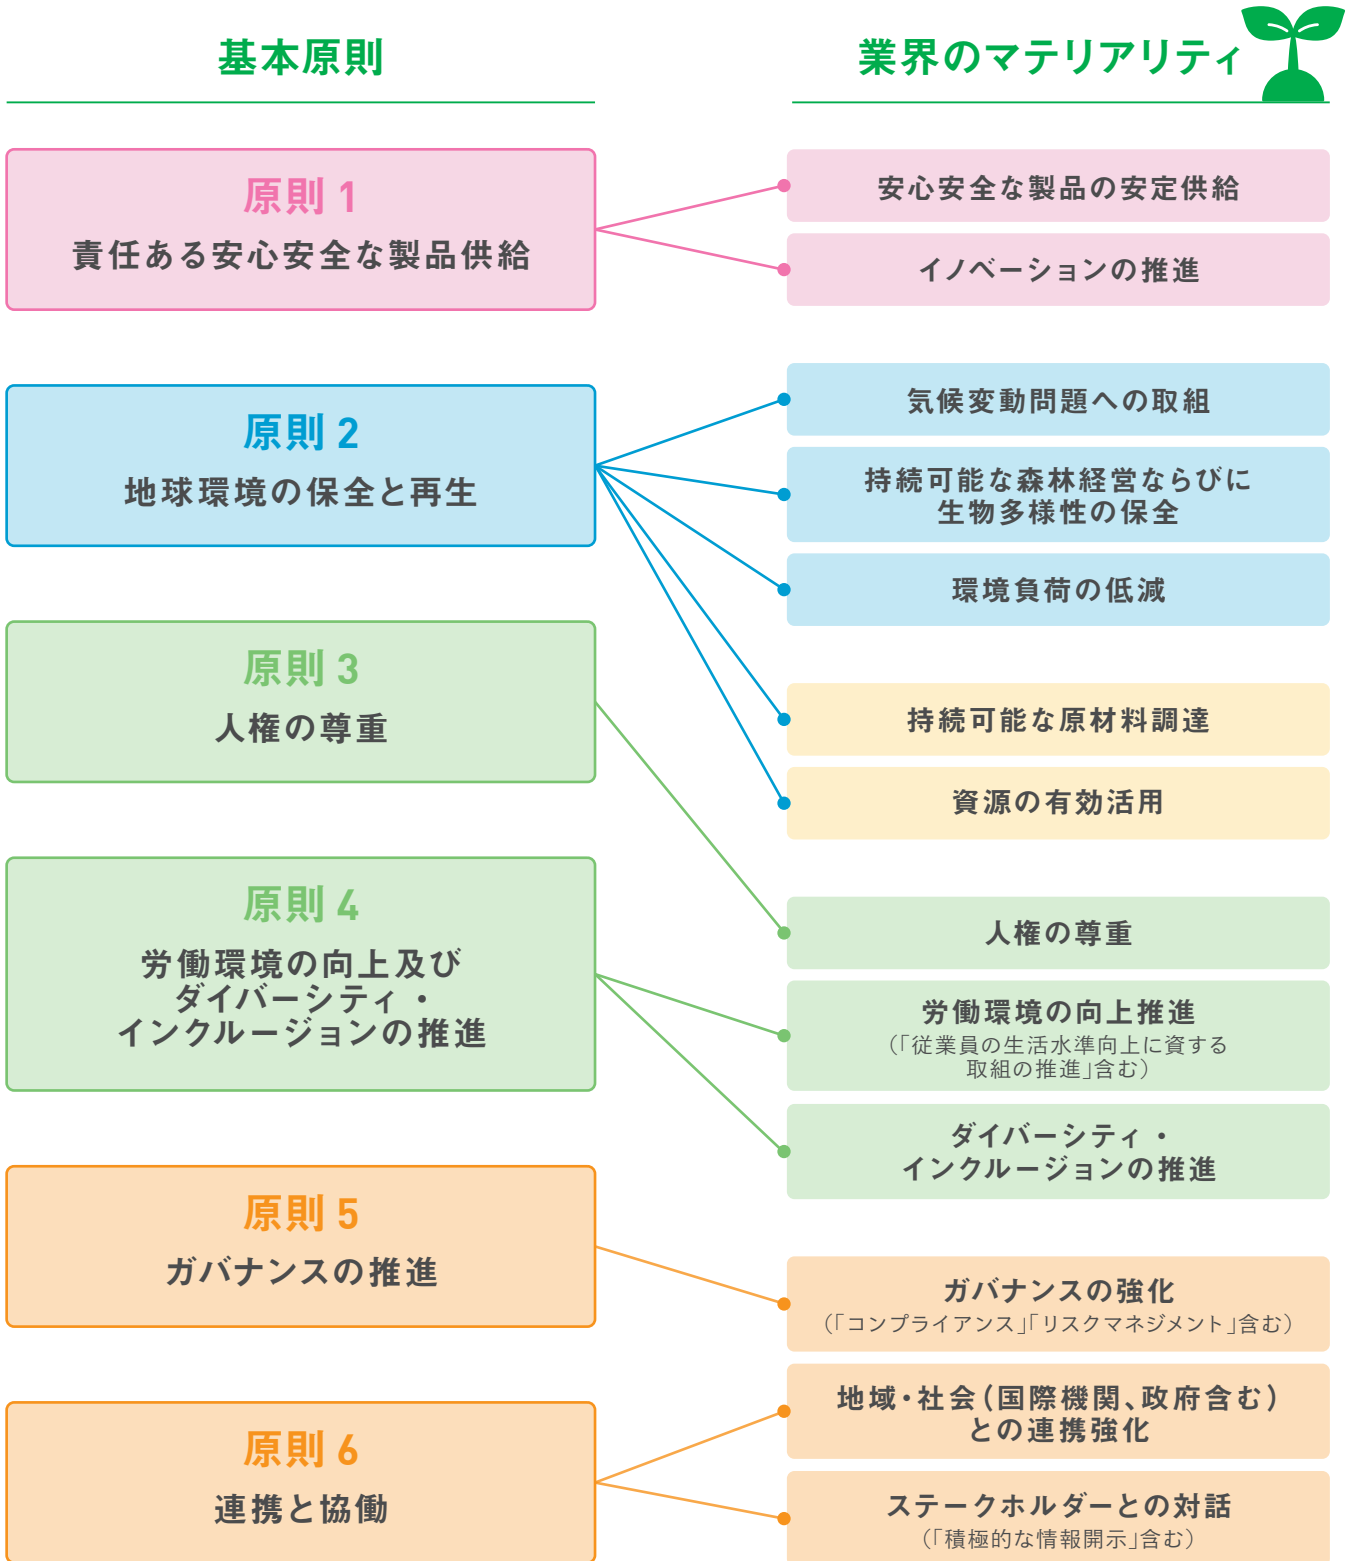 基本原則
業界のマテリアリティ
原則 1
責任ある安心安全な製品供給
安心安全な製品の安定供給
イノベーションの推進
原則 2
地球環境の保全と再生
気候変動問題への取組
持続可能な森林経営ならびに
生物多様性の保全
環境負荷の低減
持続可能な原材料調達
資源の有効活用
原則 3
人権の尊重
人権の尊重
原則 4
労働環境の向上及び
ダイバーシティ・
インクルージョンの推進
労働環境の向上推進
(「従業員の生活水準向上に資する
取組の推進」含む)
ダイバーシティ・
インクルージョンの推進
原則 5
ガバナンスの推進
ガバナンスの強化
(「コンプライアンス」「リスクマネジメント」含む)
原則 6
連携と協働
地域・社会(国際機関、政府含む)
との連携強化
ステークホルダーとの対話
(「積極的な情報開示」含む)